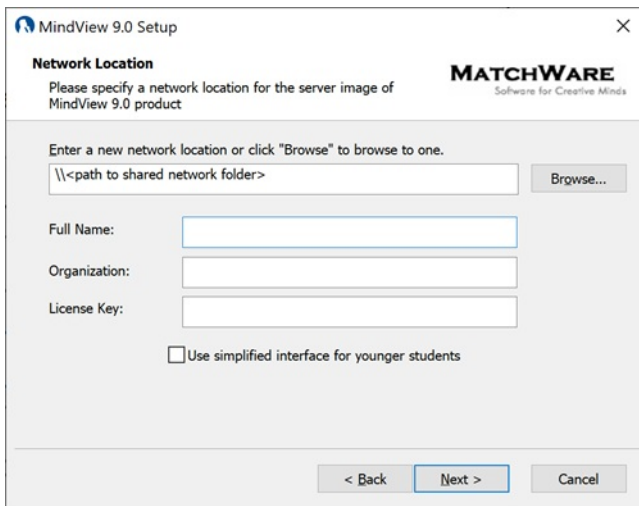 MindView 9.0 Setup
Network Location
Please specify a network location for the server image of
MindView 9.0 product
MATCHWARE
Software for Creative Minds
Enter a new network location or click "Browse" to browse to one.
\\<path to shared network folder>
Browse...
Full Name:
Organization:
License Key:
Use simplified interface for younger students
< Back
Next >
Cancel